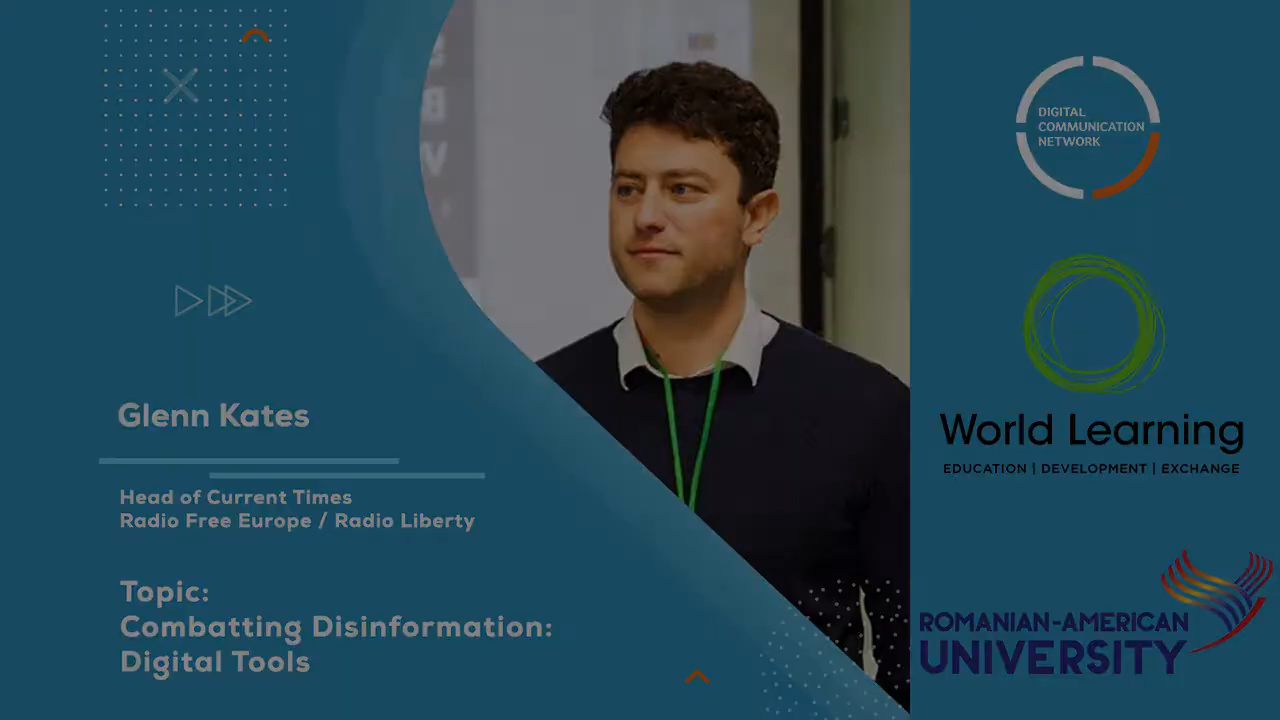 Glenn Kates
Head of Current Times
Radio Free Europe / Radio Liberty
Topic:
Combatting Disinformation:
Digital Tools
DIGITAL
COMMUNICATION
NETWORK
World Learning
EDUCATION | DEVELOPMENT | EXCHANGE
ROMANIAN-AMERICAN
UNIVERSITY